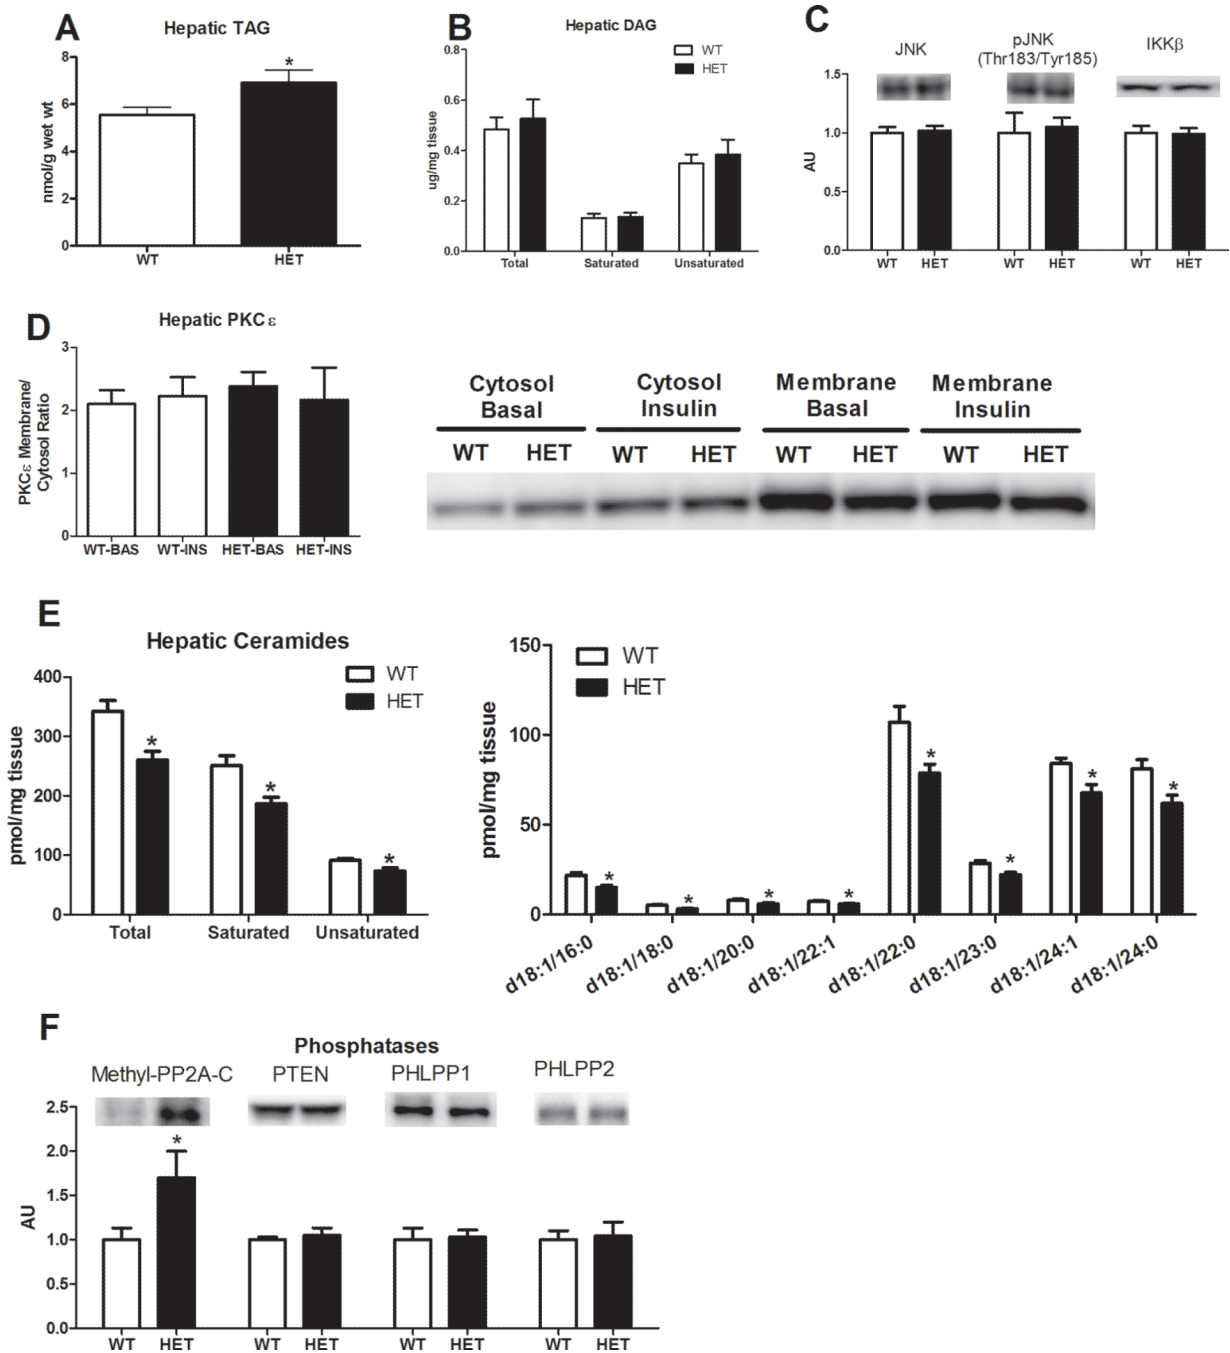 A
Hepatic TAG
nmol/g wet wt
8
6
4
2
0
*
WT
HET
B
Hepatic DAG
ug/mg tissue
0.8
0.6
0.4
0.2
0.0
WT
HET
Total
Saturated
Unsaturated
C
JNK
pJNK
(Thr183/Tyr185)
IKKβ
AU
1.5
1.0
0.5
0.0
WT HET WT HET WT HET
D
Hepatic PKCε
PKCε Membrane/
Cytosol Ratio
3
2
1
0
WT-BAS WT-INS HET-BAS HET-INS
Cytosol
Basal
Cytosol
Insulin
Membrane
Basal
Membrane
Insulin
WT HET WT HET WT HET WT HET
E
Hepatic Ceramides
pmol/mg tissue
400
300
200
100
0
WT
HET
*
*
*
Total Saturated Unsaturated
pmol/mg tissue
150
100
50
0
WT
HET
* * * * * * * *
d18:1/16:0
d18:1/18:0
d18:1/20:0
d18:1/22:1
d18:1/22:0
d18:1/23:0
d18:1/24:1
d18:1/24:0
F
Phosphatases
Methyl-PP2A-C PTEN PHLPP1 PHLPP2
AU
2.5
2.0
1.5
1.0
0.5
0.0
*
WT HET WT HET WT HET WT HET